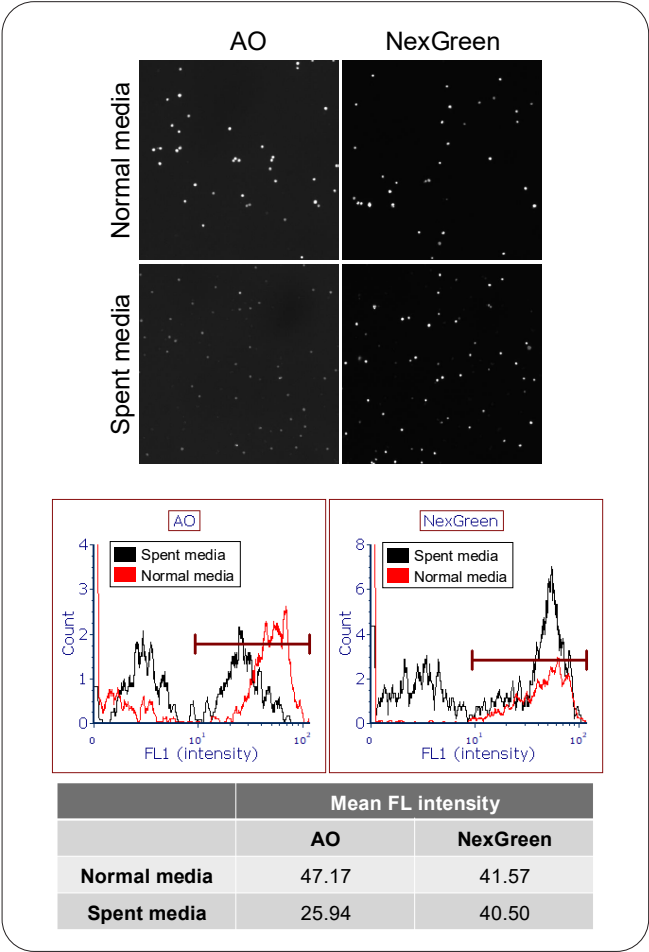 AO NexGreen
Normal media
Spent media
AO
4
3
2
1
0
Count
Spent media
Normal media
0 10¹ 10²
FL1 (intensity)
NexGreen
8
6
4
2
0
Count
Spent media
Normal media
0 10¹ 10²
FL1 (intensity)
Mean FL intensity
AO NexGreen
Normal media 47.17 41.57
Spent media 25.94 40.50